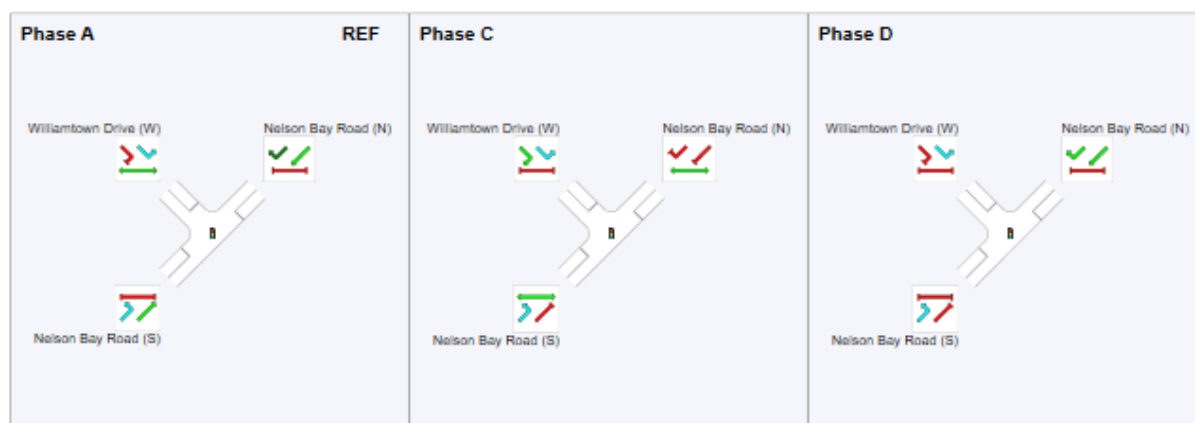 Phase A REF
Williamtown Drive (W)
Nelson Bay Road (N)
Nelson Bay Road (S)
Phase C
Williamtown Drive (W)
Nelson Bay Road (N)
Nelson Bay Road (S)
Phase D
Williamtown Drive (W)
Nelson Bay Road (N)
Nelson Bay Road (S)